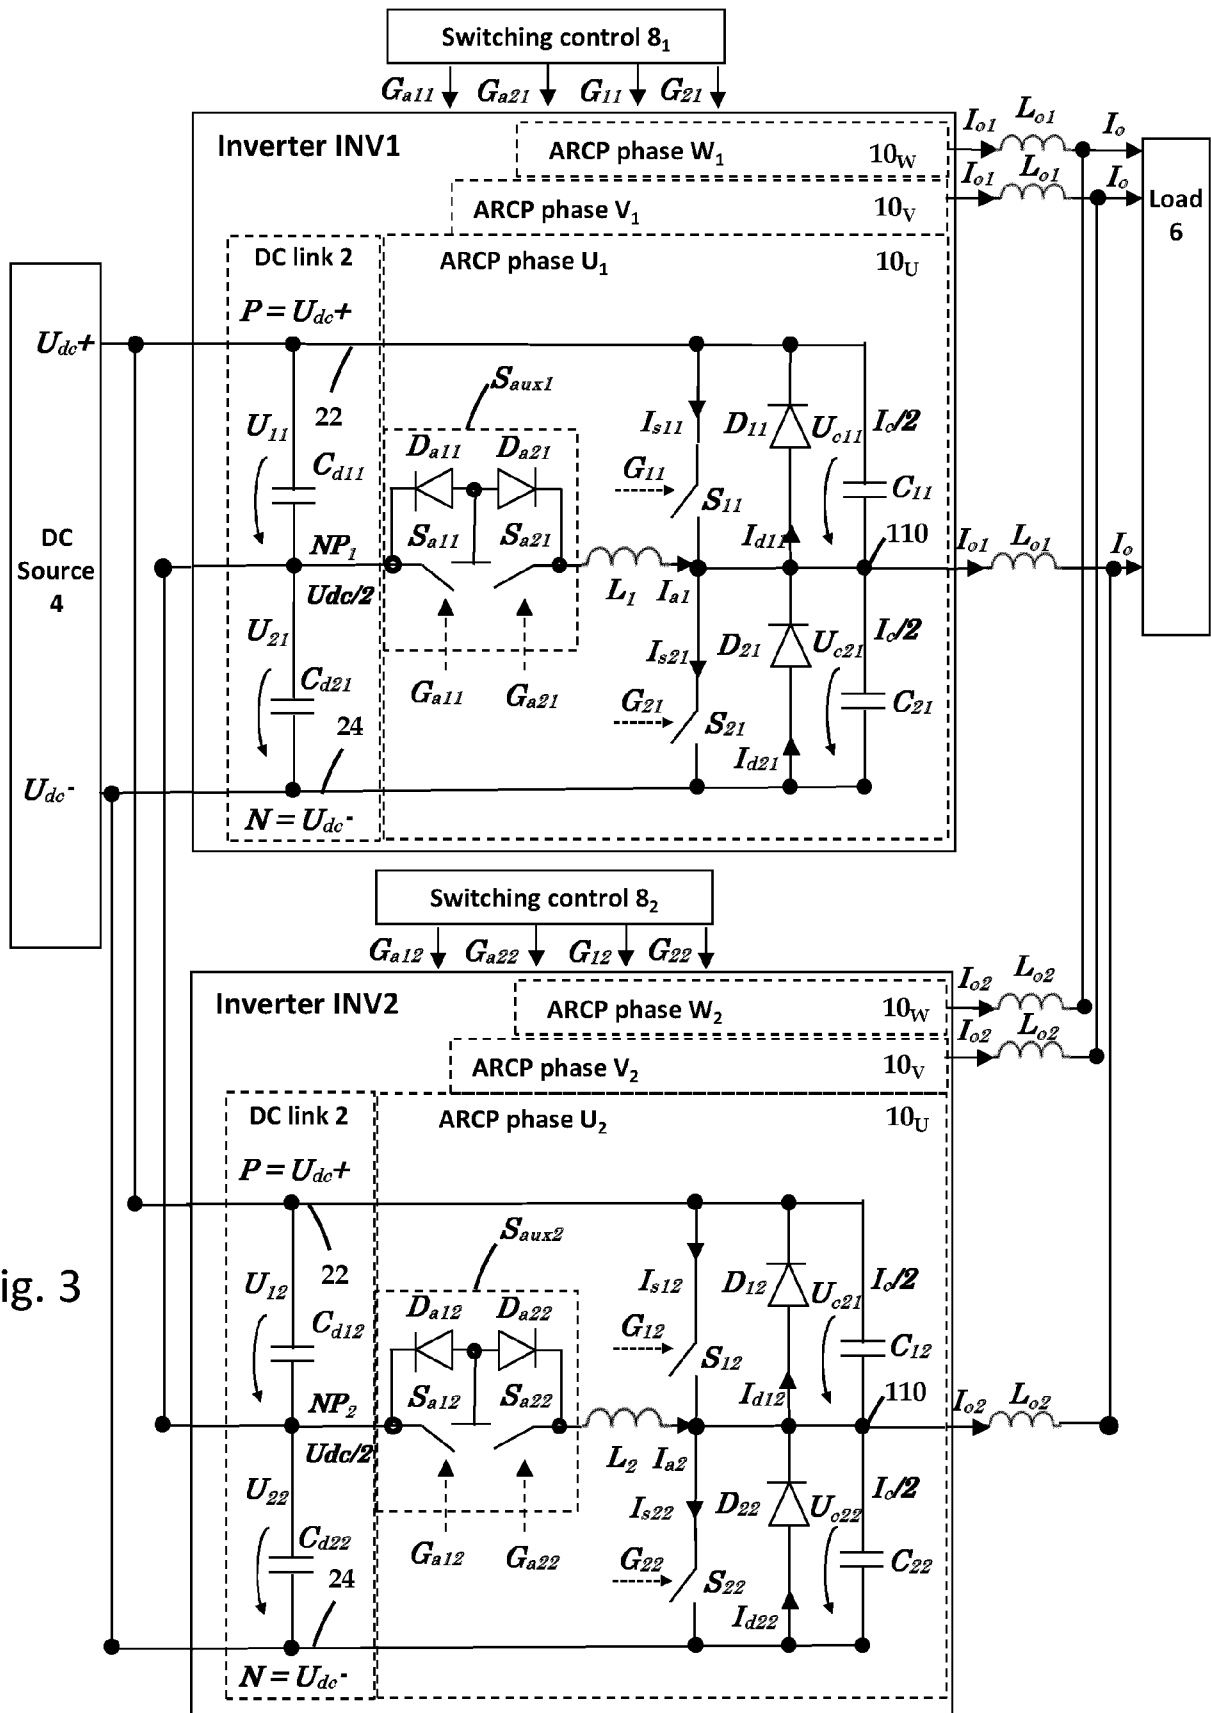 Switching control 8₁
Gₐ₁₁ Gₐ₂₁ G₁₁ G₂₁
Inverter INV1
ARCP phase W₁ 10W
ARCP phase V₁ 10V
ARCP phase U₁ 10U
DC link 2
Io1 Lo1 Io
Io1 Lo1 Io
Load
6
P = Udc+
Udc+
22
Saux1
U11
Cd11
Da11 Da21
Is11
D11
Uc11
Ic/2
G11
S11
C11
Sa11 Sa21
Id11
110
Io1 Lo1 Io
DC
Source
4
NP1
Udc/2
L1 Ia1
U21
Is21
D21
Uc21
Ic/2
Cd21
Ga11 Ga21
G21
S21
C21
24
Id21
Udc-
N = Udc-
Switching control 8₂
Ga12 Ga22 G12 G22
Inverter INV2
ARCP phase W₂ 10W
ARCP phase V₂ 10V
ARCP phase U₂ 10U
DC link 2
Io2 Lo2
Io2 Lo2
P = Udc+
22
Saux2
ig. 3
U12
Cd12
Da12 Da22
Is12
D12
Uc21
Ic/2
G12
S12
C12
Sa12 Sa22
Id12
110
Io2 Lo2
NP2
Udc/2
L2 Ia2
U22
Is22
D22
Uc22
Ic/2
Cd22
Ga12 Ga22
G22
S22
C22
24
Id22
N = Udc-